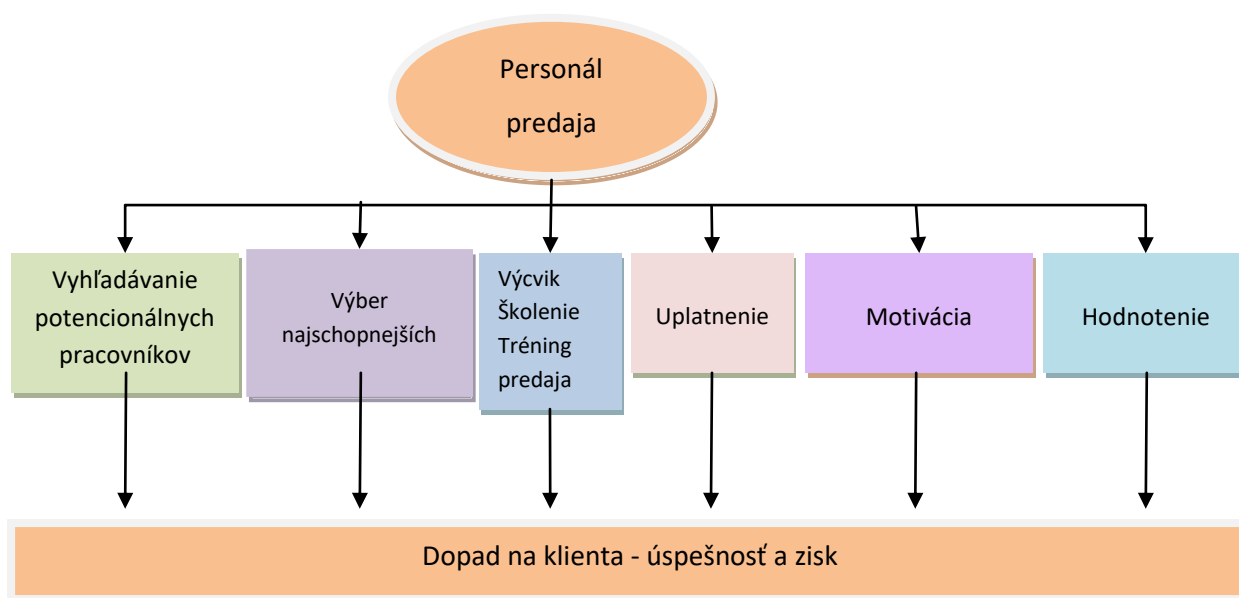 Personál
predaja
Vyhľadávanie
potencionálnych
pracovníkov
Výber
najschopnejších
Výcvik
Školenie
Tréning
predaja
Uplatnenie
Motivácia
Hodnotenie
Dopad na klienta - úspešnosť a zisk